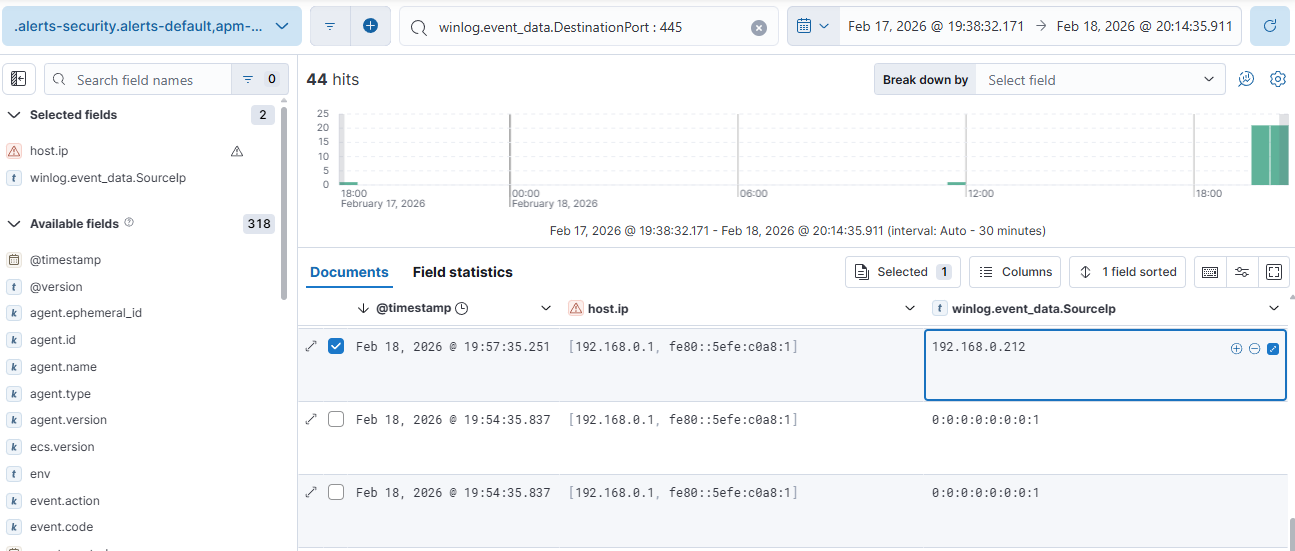 .alerts-security.alerts-default,apm-...
winlog.event_data.DestinationPort : 445
Feb 17, 2026 @ 19:38:32.171 → Feb 18, 2026 @ 20:14:35.911
Search field names
0
Selected fields
2
host.ip
t winlog.event_data.SourceIp
Available fields
318
@timestamp
t @version
k agent.ephemeral_id
k agent.id
k agent.name
k agent.type
k agent.version
k ecs.version
t env
k event.action
k event.code
44 hits
Break down by Select field
25
20
15
10
5
0
18:00 00:00 06:00 12:00 18:00
February 17, 2026 February 18, 2026
Feb 17, 2026 @ 19:38:32.171 - Feb 18, 2026 @ 20:14:35.911 (interval: Auto - 30 minutes)
Documents Field statistics
Selected 1 Columns 1 field sorted
@timestamp host.ip t winlog.event_data.SourceIp
Feb 18, 2026 @ 19:57:35.251 [192.168.0.1, fe80::5efe:c0a8:1] 192.168.0.212
Feb 18, 2026 @ 19:54:35.837 [192.168.0.1, fe80::5efe:c0a8:1] 0:0:0:0:0:0:0:1
Feb 18, 2026 @ 19:54:35.837 [192.168.0.1, fe80::5efe:c0a8:1] 0:0:0:0:0:0:0:1